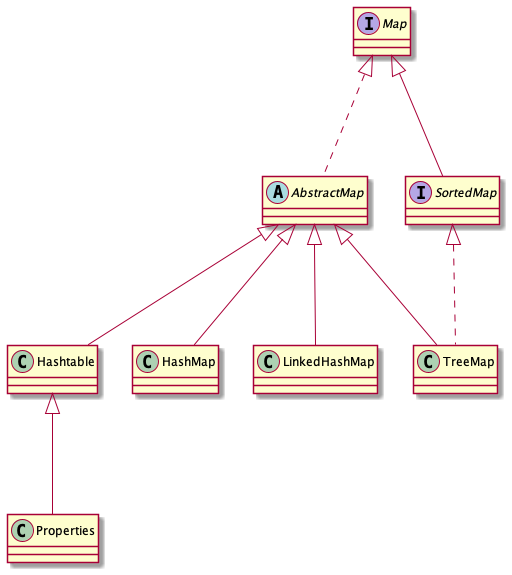 I Map
A AbstractMap
I SortedMap
C Hashtable
C HashMap
C LinkedHashMap
C TreeMap
C Properties